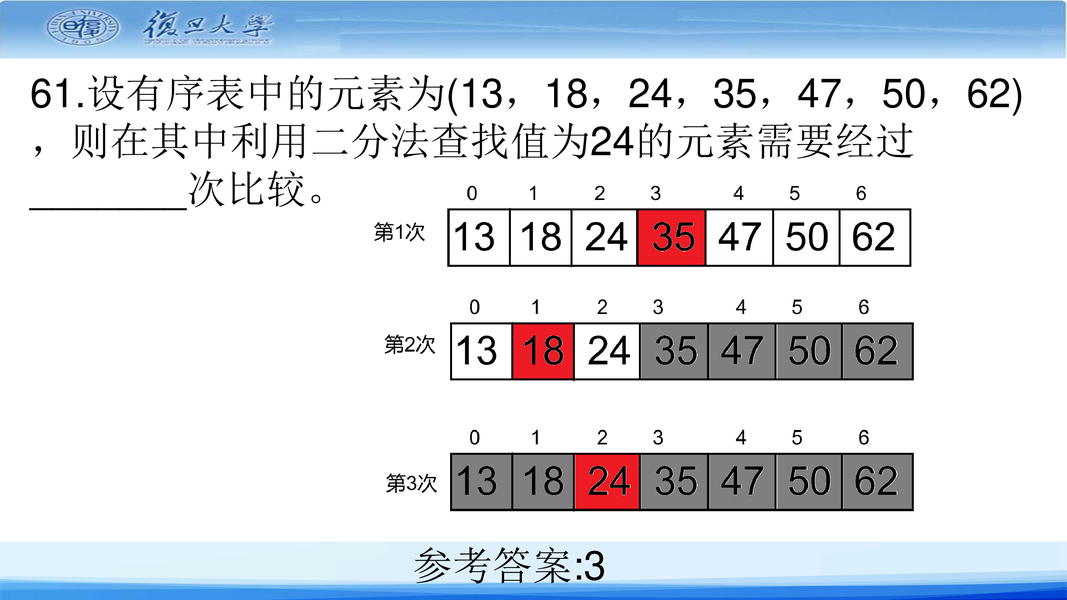 復旦大學
61.设有序表中的元素为(13，18，24，35，47，50，62)
，则在其中利用二分法查找值为24的元素需要经过
_______次比较。
0 1 2 3 4 5 6
第1次 13 18 24 35 47 50 62
0 1 2 3 4 5 6
第2次 13 18 24 35 47 50 62
0 1 2 3 4 5 6
第3次 13 18 24 35 47 50 62
参考答案:3